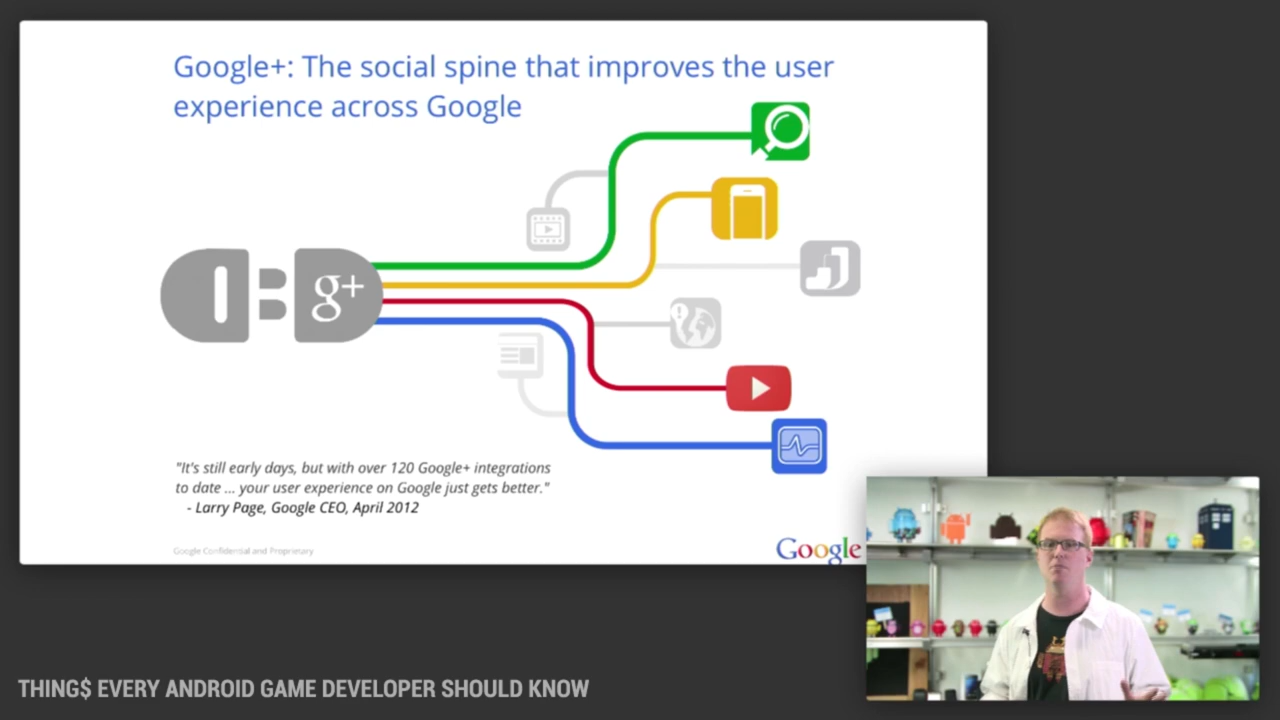 Google+: The social spine that improves the user
experience across Google
g+
"It's still early days, but with over 120 Google+ integrations
to date ... your user experience on Google just gets better."
- Larry Page, Google CEO, April 2012
Google Confidential and Proprietary
Google
THING$ EVERY ANDROID GAME DEVELOPER SHOULD KNOW